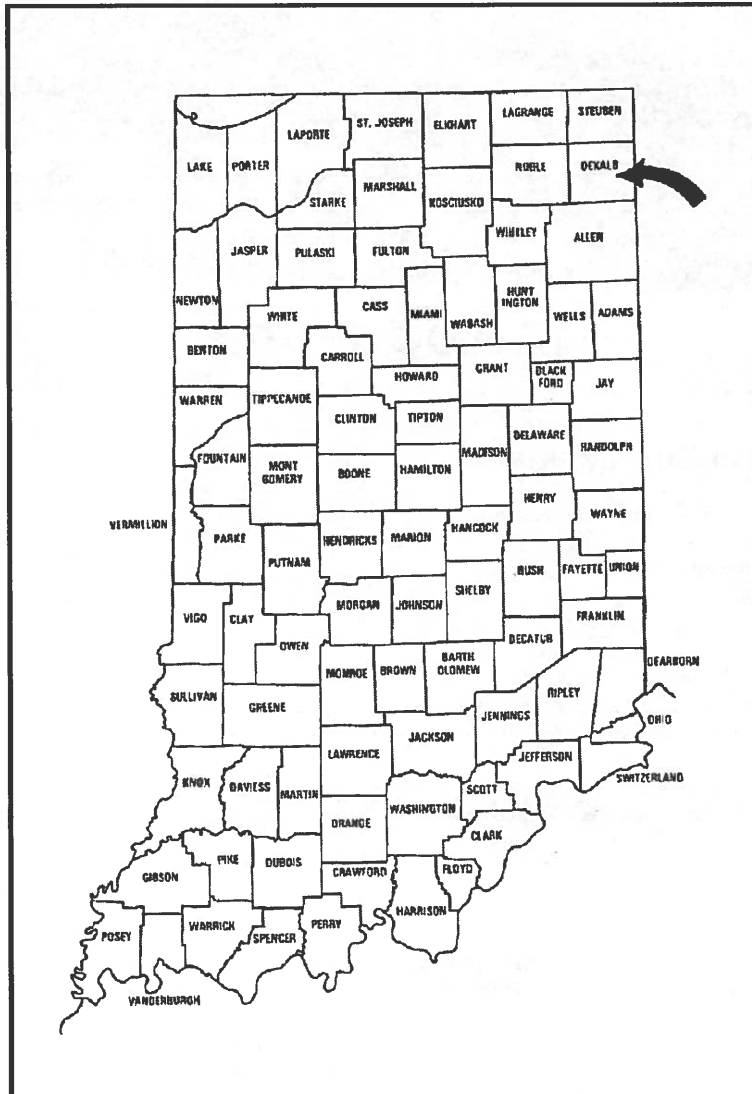 LAGRANGE
STEUBEN
ST. JOSEPH
ELKHART
LAPORTE
LAKE
PORTER
NOBLE
DEKALB
MARSHALL
STARKE
KOSCIUSKO
WHITLEY
ALLEN
JASPER
PULASKI
FULTON
NEWTON
WHITE
CASS
MIAMI
WABASH
HUNT
INGTON
WELLS
ADAMS
BENTON
CARROLL
HOWARD
GRANT
BLACK
FORD
JAY
WARREN
TIPPECANOE
CLINTON
TIPTON
MADISON
DELAWARE
RANDOLPH
FOUNTAIN
MONT
GOMERY
BOONE
HAMILTON
HENRY
WAYNE
VERMILLION
PARKE
PUTNAM
HENDRICKS
MARION
HANCOCK
RUSH
FAYETTE
UNION
VIGO
CLAY
OWEN
MORGAN
JOHNSON
SHELBY
DECATUR
FRANKLIN
SULLIVAN
GREENE
MONROE
BROWN
BARTH
OLOMEW
DEARBORN
JENNINGS
RIPLEY
OHIO
LAWRENCE
JACKSON
JEFFERSON
SWITZERLAND
KNOX
DAVIESS
MARTIN
ORANGE
WASHINGTON
SCOTT
CLARK
GIBSON
PIKE
DUBOIS
CRAWFORD
FLOYD
HARRISON
POSEY
WARRICK
SPENCER
PERRY
VANDERBURGH